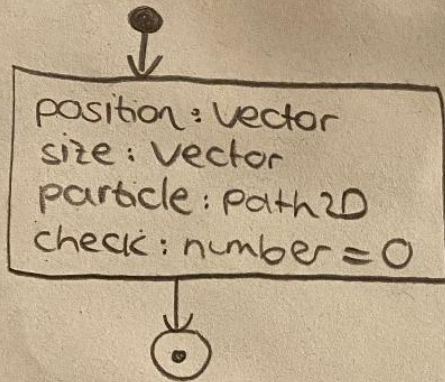 position: Vector
size: Vector
particle: Path2D
check: number = 0